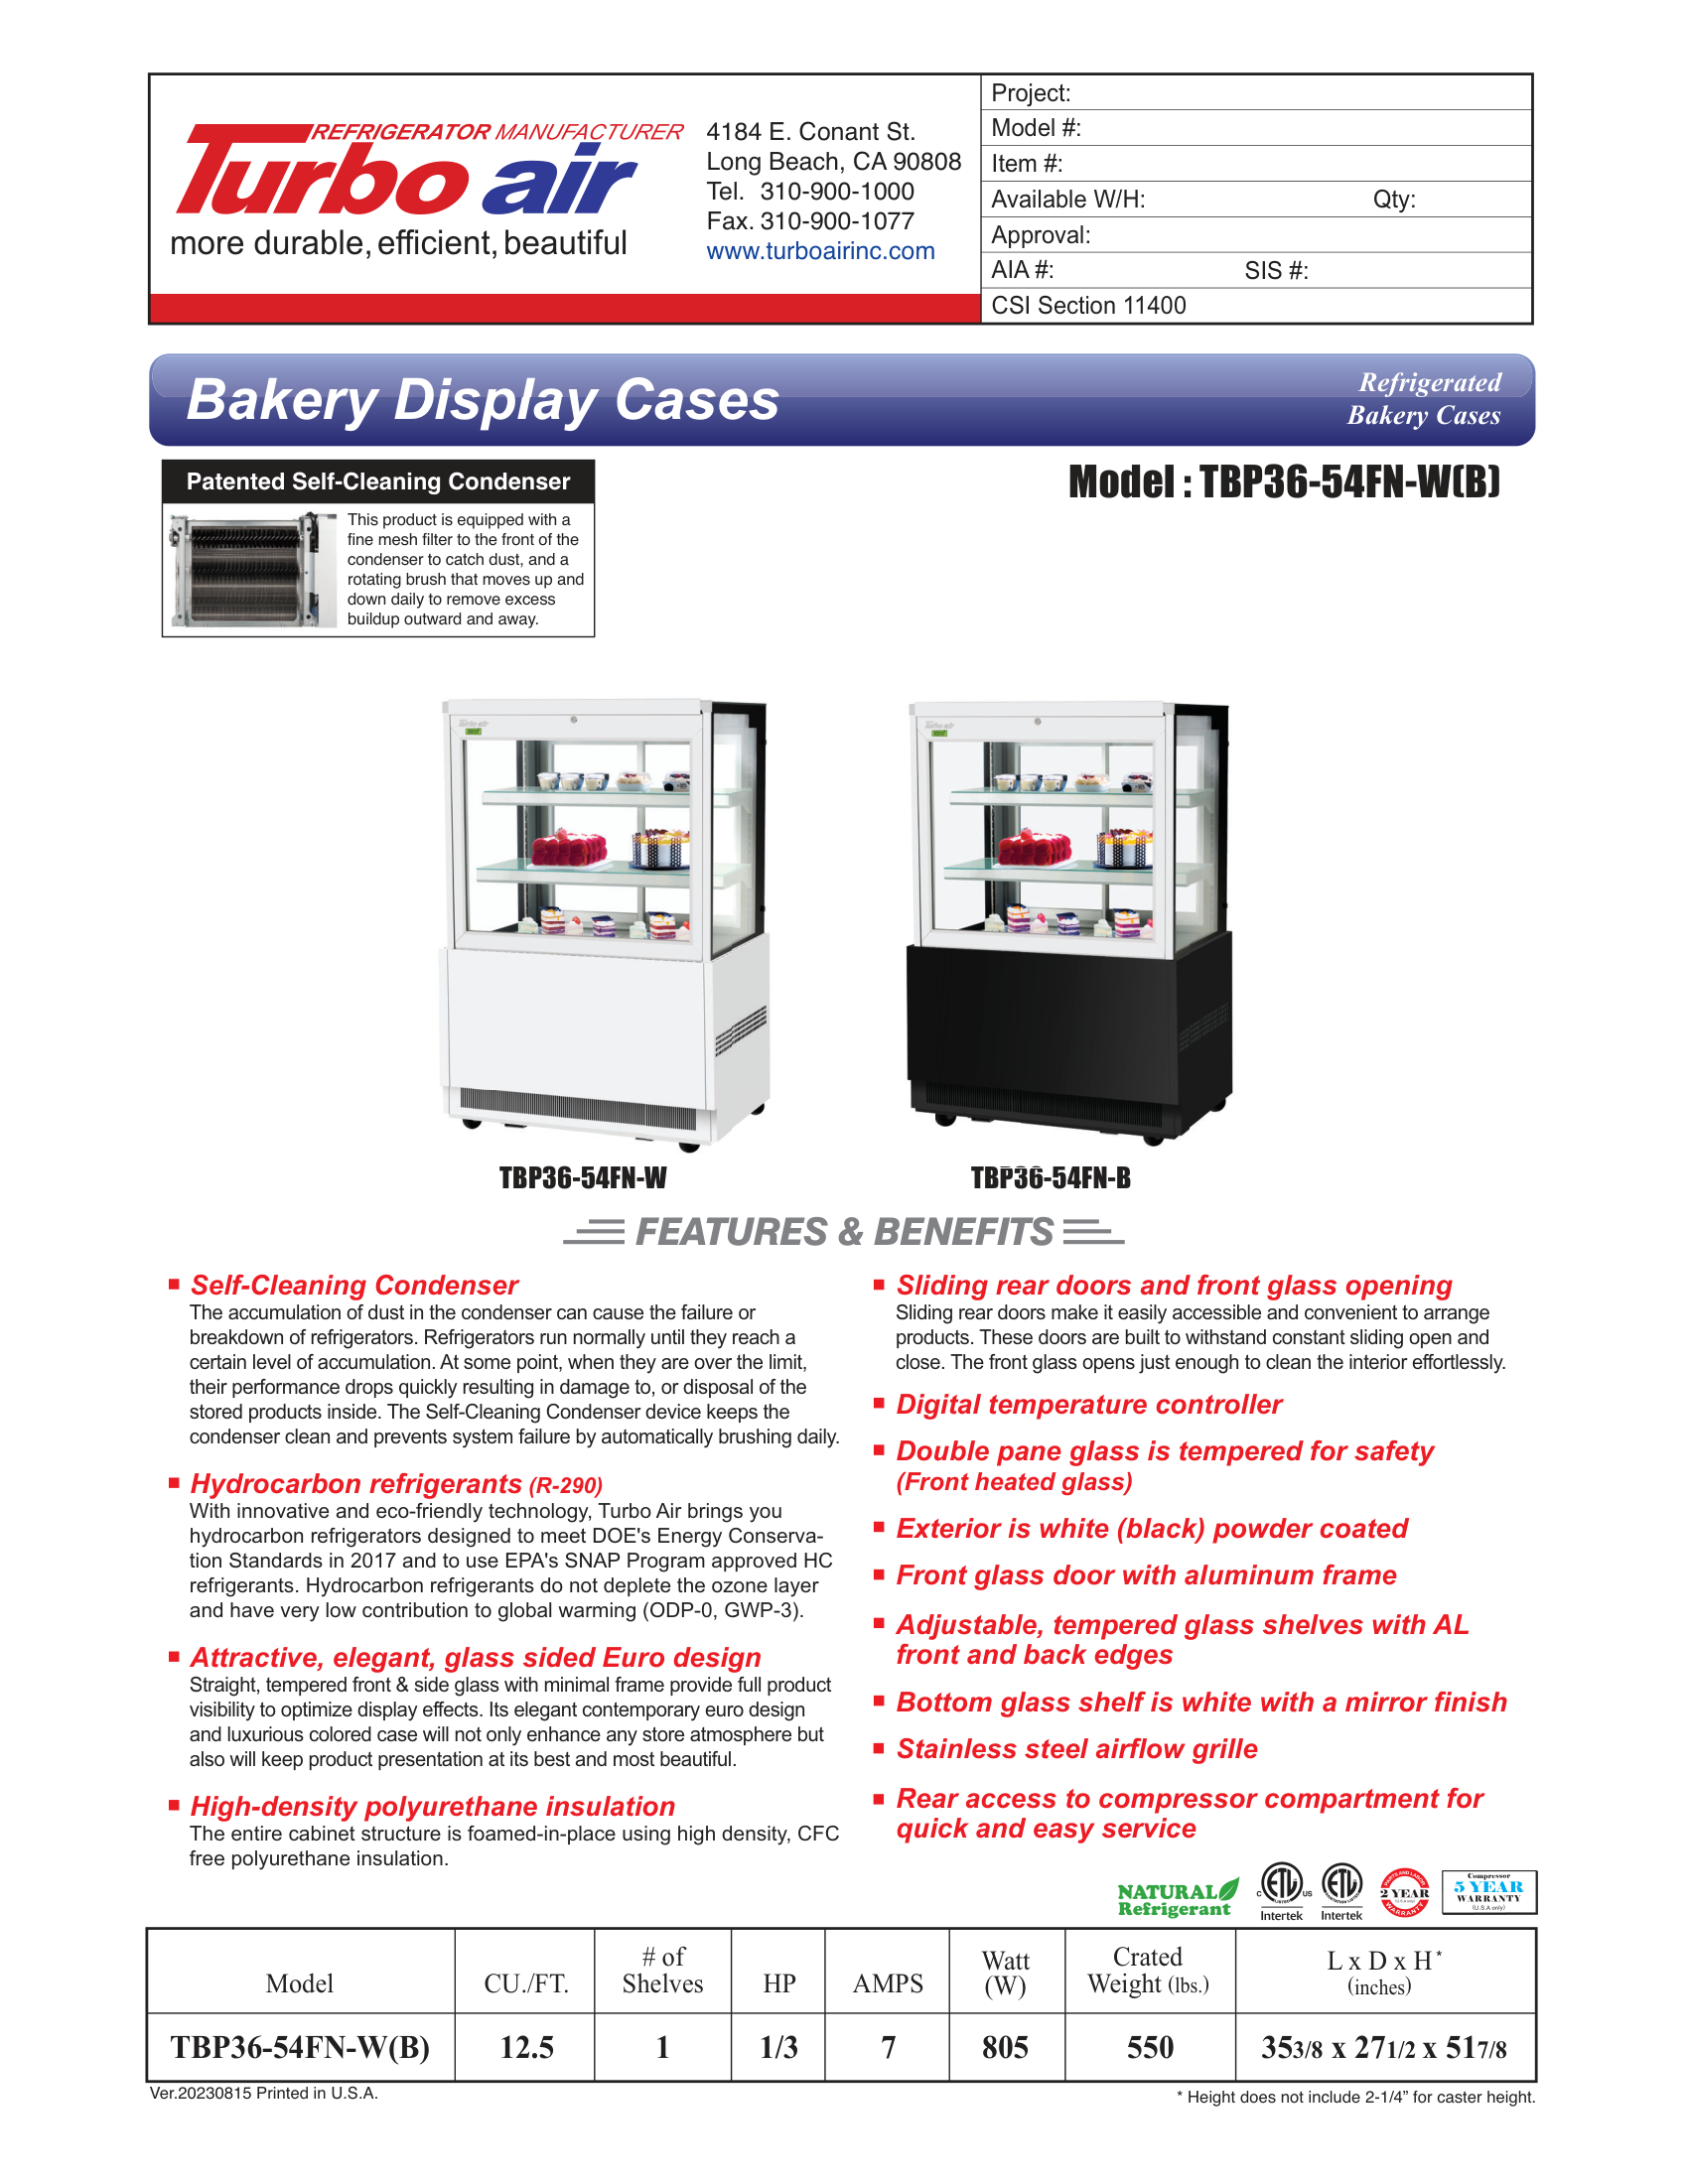 REFRIGERATOR MANUFACTURER
Turbo air
more durable, efficient, beautiful
4184 E. Conant St.
Long Beach, CA 90808
Tel. 310-900-1000
Fax. 310-900-1077
www.turboairinc.com
Project:
Model #:
Item #:
Available W/H: Qty:
Approval:
AIA #: SIS #:
CSI Section 11400
Bakery Display Cases
Refrigerated
Bakery Cases
Patented Self-Cleaning Condenser
This product is equipped with a
fine mesh filter to the front of the
condenser to catch dust, and a
rotating brush that moves up and
down daily to remove excess
buildup outward and away.
Model : TBP36-54FN-W(B)
Turbo air
Turbo air
TBP36-54FN-W
TBP36-54FN-B
FEATURES & BENEFITS
Self-Cleaning Condenser
The accumulation of dust in the condenser can cause the failure or
breakdown of refrigerators. Refrigerators run normally until they reach a
certain level of accumulation. At some point, when they are over the limit,
their performance drops quickly resulting in damage to, or disposal of the
stored products inside. The Self-Cleaning Condenser device keeps the
condenser clean and prevents system failure by automatically brushing daily.
Hydrocarbon refrigerants (R-290)
With innovative and eco-friendly technology, Turbo Air brings you
hydrocarbon refrigerators designed to meet DOE's Energy Conserva-
tion Standards in 2017 and to use EPA's SNAP Program approved HC
refrigerants. Hydrocarbon refrigerants do not deplete the ozone layer
and have very low contribution to global warming (ODP-0, GWP-3).
Attractive, elegant, glass sided Euro design
Straight, tempered front & side glass with minimal frame provide full product
visibility to optimize display effects. Its elegant contemporary euro design
and luxurious colored case will not only enhance any store atmosphere but
also will keep product presentation at its best and most beautiful.
High-density polyurethane insulation
The entire cabinet structure is foamed-in-place using high density, CFC
free polyurethane insulation.
Sliding rear doors and front glass opening
Sliding rear doors make it easily accessible and convenient to arrange
products. These doors are built to withstand constant sliding open and
close. The front glass opens just enough to clean the interior effortlessly.
Digital temperature controller
Double pane glass is tempered for safety
(Front heated glass)
Exterior is white (black) powder coated
Front glass door with aluminum frame
Adjustable, tempered glass shelves with AL
front and back edges
Bottom glass shelf is white with a mirror finish
Stainless steel airflow grille
Rear access to compressor compartment for
quick and easy service
NATURAL
Refrigerant
C ETL US
Intertek
ETL
Intertek
PARTS AND LABOR
2 YEAR
WARRANTY
Compressor
5 YEAR
WARRANTY
(U.S.A only)
Model CU./FT. # of Shelves HP AMPS Watt (W) Crated Weight (lbs.) L x D x H* (inches)
TBP36-54FN-W(B) 12.5 1 1/3 7 805 550 353/8 x 271/2 x 517/8
Ver.20230815 Printed in U.S.A.
* Height does not include 2-1/4” for caster height.